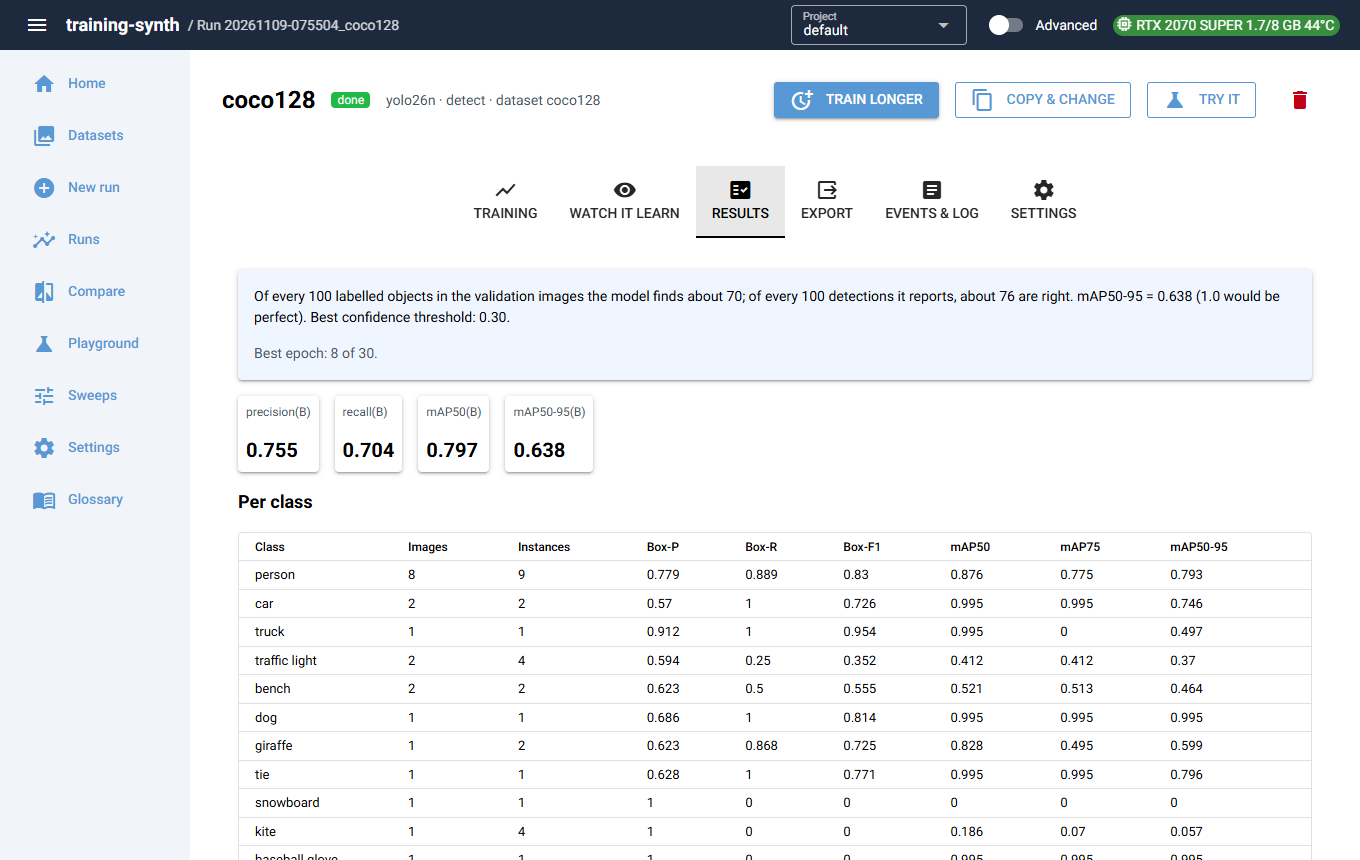 training-synth / Run 20261109-075504_coco128
Project
default
Advanced
RTX 2070 SUPER 1.7/8 GB 44°C
Home
Datasets
New run
Runs
Compare
Playground
Sweeps
Settings
Glossary
coco128 done yolo26n · detect · dataset coco128
TRAIN LONGER
COPY & CHANGE
TRY IT
TRAINING
WATCH IT LEARN
RESULTS
EXPORT
EVENTS & LOG
SETTINGS
Of every 100 labelled objects in the validation images the model finds about 70; of every 100 detections it reports, about 76 are right. mAP50-95 = 0.638 (1.0 would be
perfect). Best confidence threshold: 0.30.
Best epoch: 8 of 30.
precision(B) recall(B) mAP50(B) mAP50-95(B)
0.755 0.704 0.797 0.638
Per class
Class Images Instances Box-P Box-R Box-F1 mAP50 mAP75 mAP50-95
person 8 9 0.779 0.889 0.83 0.876 0.775 0.793
car 2 2 0.57 1 0.726 0.995 0.995 0.746
truck 1 1 0.912 1 0.954 0.995 0 0.497
traffic light 2 4 0.594 0.25 0.352 0.412 0.412 0.37
bench 2 2 0.623 0.5 0.555 0.521 0.513 0.464
dog 1 1 0.686 1 0.814 0.995 0.995 0.995
giraffe 1 2 0.623 0.868 0.725 0.828 0.495 0.599
tie 1 1 0.628 1 0.771 0.995 0.995 0.796
snowboard 1 1 1 0 0 0 0 0
kite 1 4 1 0 0 0.186 0.07 0.057
baseball glove 1 1 1 0 0 0.995 0.995 0.995